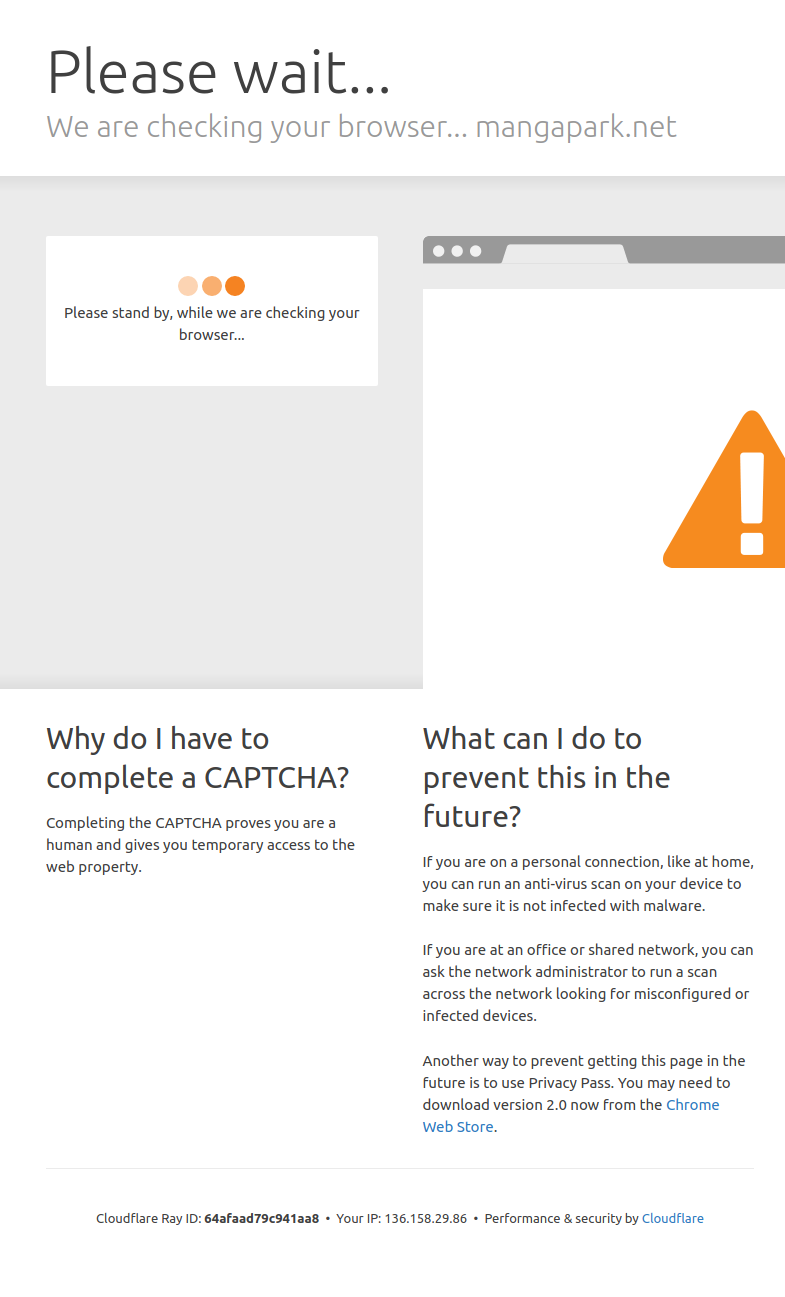 Please wait...
We are checking your browser... mangapark.net
Please stand by, while we are checking your
browser...
Why do I have to
complete a CAPTCHA?
Completing the CAPTCHA proves you are a
human and gives you temporary access to the
web property.
What can I do to
prevent this in the
future?
If you are on a personal connection, like at home,
you can run an anti-virus scan on your device to
make sure it is not infected with malware.
If you are at an office or shared network, you can
ask the network administrator to run a scan
across the network looking for misconfigured or
infected devices.
Another way to prevent getting this page in the
future is to use Privacy Pass. You may need to
download version 2.0 now from the Chrome
Web Store.
Cloudflare Ray ID: 64afaad79c941aa8 • Your IP: 136.158.29.86 • Performance & security by Cloudflare